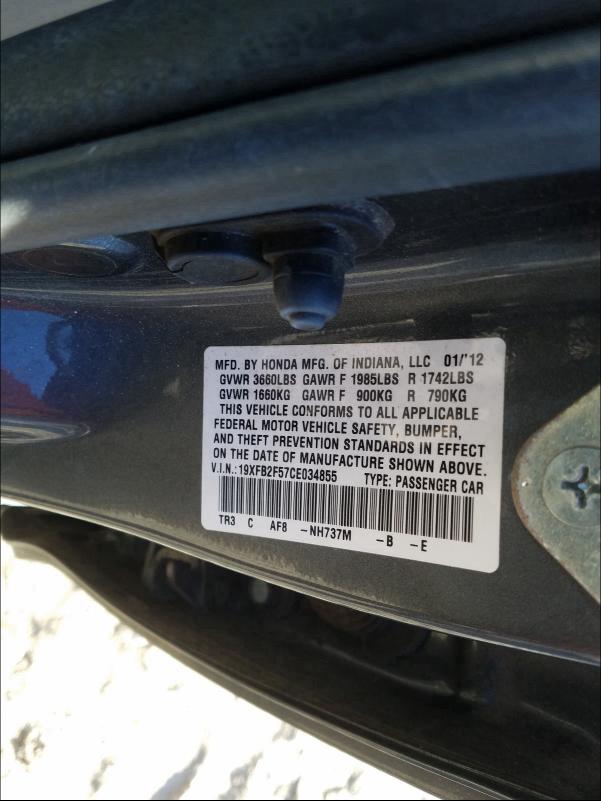 MFD. BY HONDA MFG. OF INDIANA, LLC 01/'12
GVWR 3660LBS GAWR F 1985LBS R 1742LBS
GVWR 1660KG GAWR F 900KG R 790KG
THIS VEHICLE CONFORMS TO ALL APPLICABLE
FEDERAL MOTOR VEHICLE SAFETY, BUMPER,
AND THEFT PREVENTION STANDARDS IN EFFECT
ON THE DATE OF MANUFACTURE SHOWN ABOVE.
V.I.N.:19XFB2F57CE034855 TYPE: PASSENGER CAR
TR3 C AF8 -NH737M -B -E